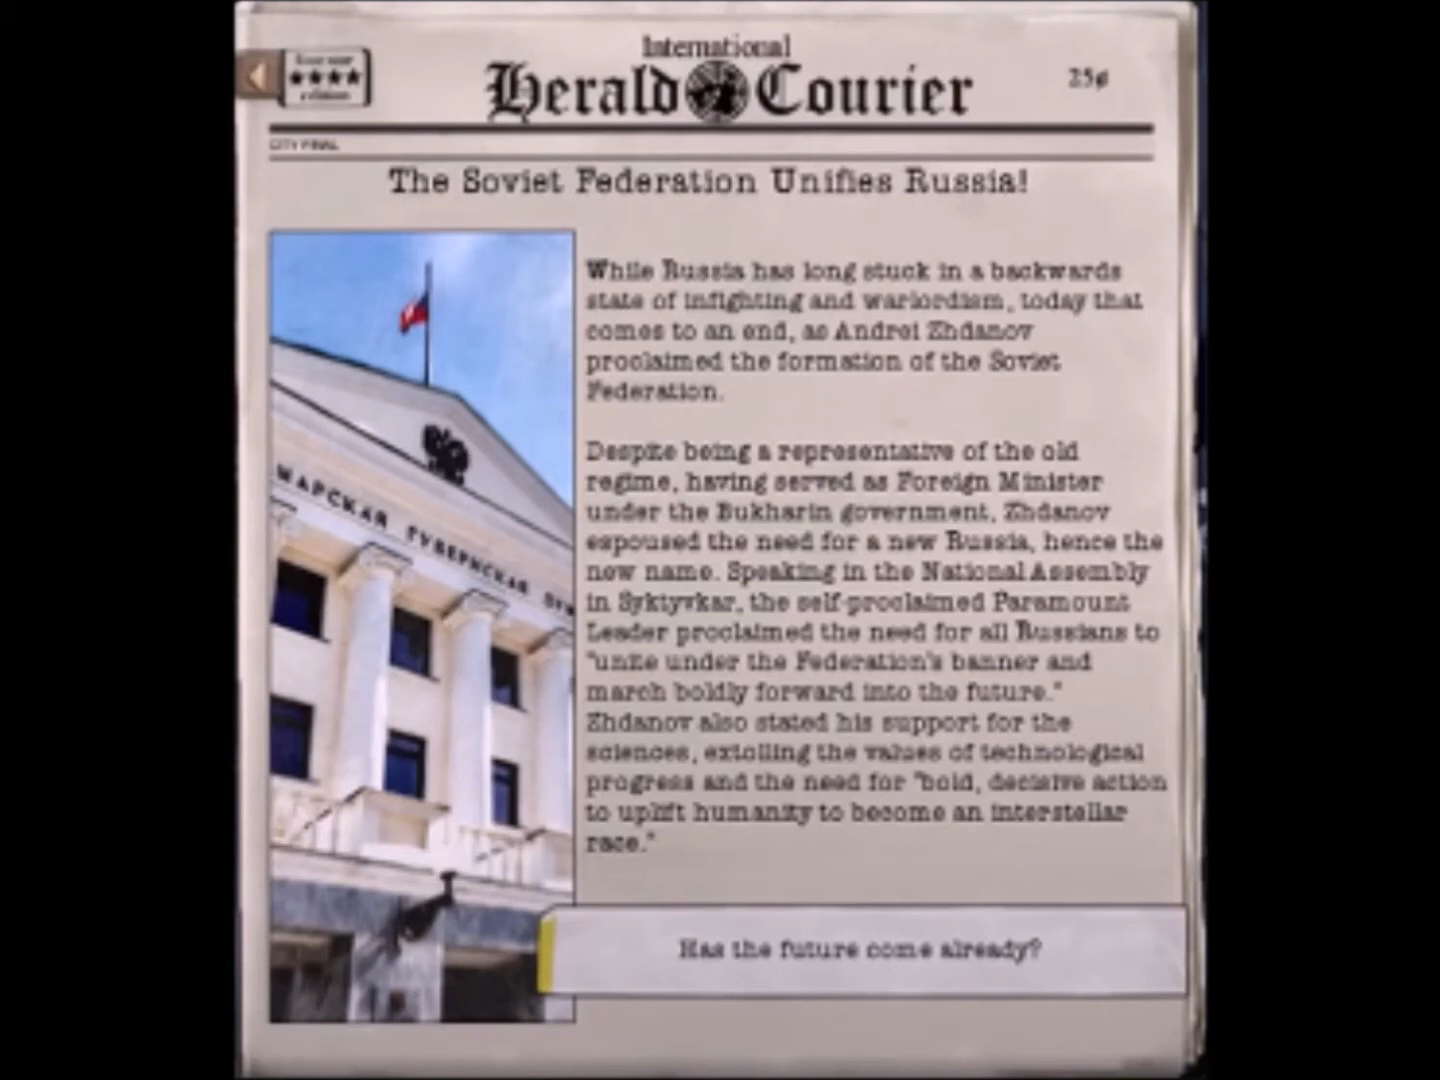 International
Herald Courier
25¢
CITY FINAL
The Soviet Federation Unifies Russia!
While Russia has long stuck in a backwards
state of infighting and warlordism, today that
comes to an end, as Andrei Zhdanov
proclaimed the formation of the Soviet
Federation.
Despite being a representative of the old
regime, having served as Foreign Minister
under the Bukharin government, Zhdanov
espoused the need for a new Russia, hence the
new name. Speaking in the National Assembly
in Syktyvkar, the self-proclaimed Paramount
Leader proclaimed the need for all Russians to
"unite under the Federation's banner and
march boldly forward into the future."
Zhdanov also stated his support for the
sciences, extolling the values of technological
progress and the need for "bold, decisive action
to uplift humanity to become an interstellar
race."
МАРСКАЯ ГУБЕРНСКАЯ
Has the future come already?